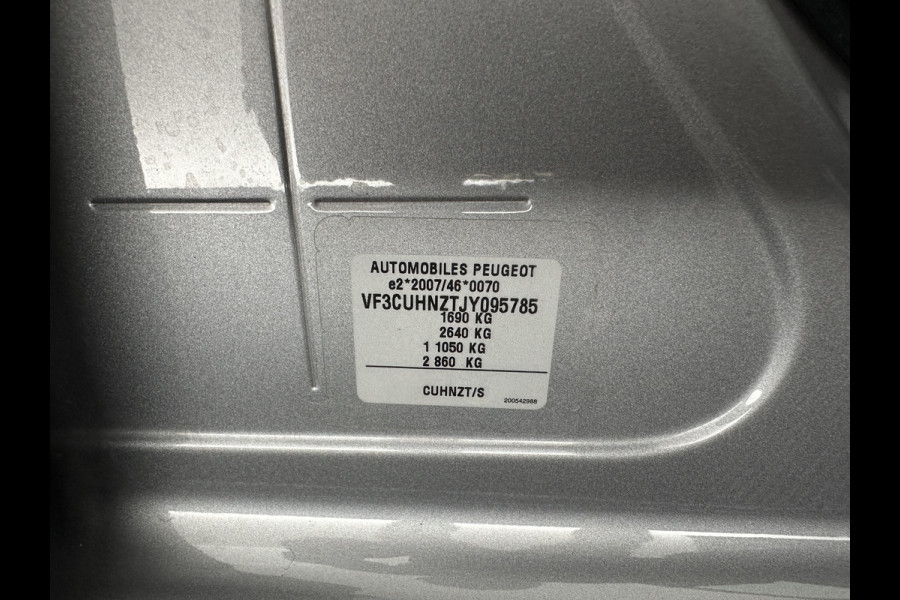 AUTOMOBILES PEUGEOT
e2*2007/46*0070
VF3CUHNZTJY095785
1690 KG
2640 KG
1 1050 KG
2 860 KG
CUHNZT/S
200542988